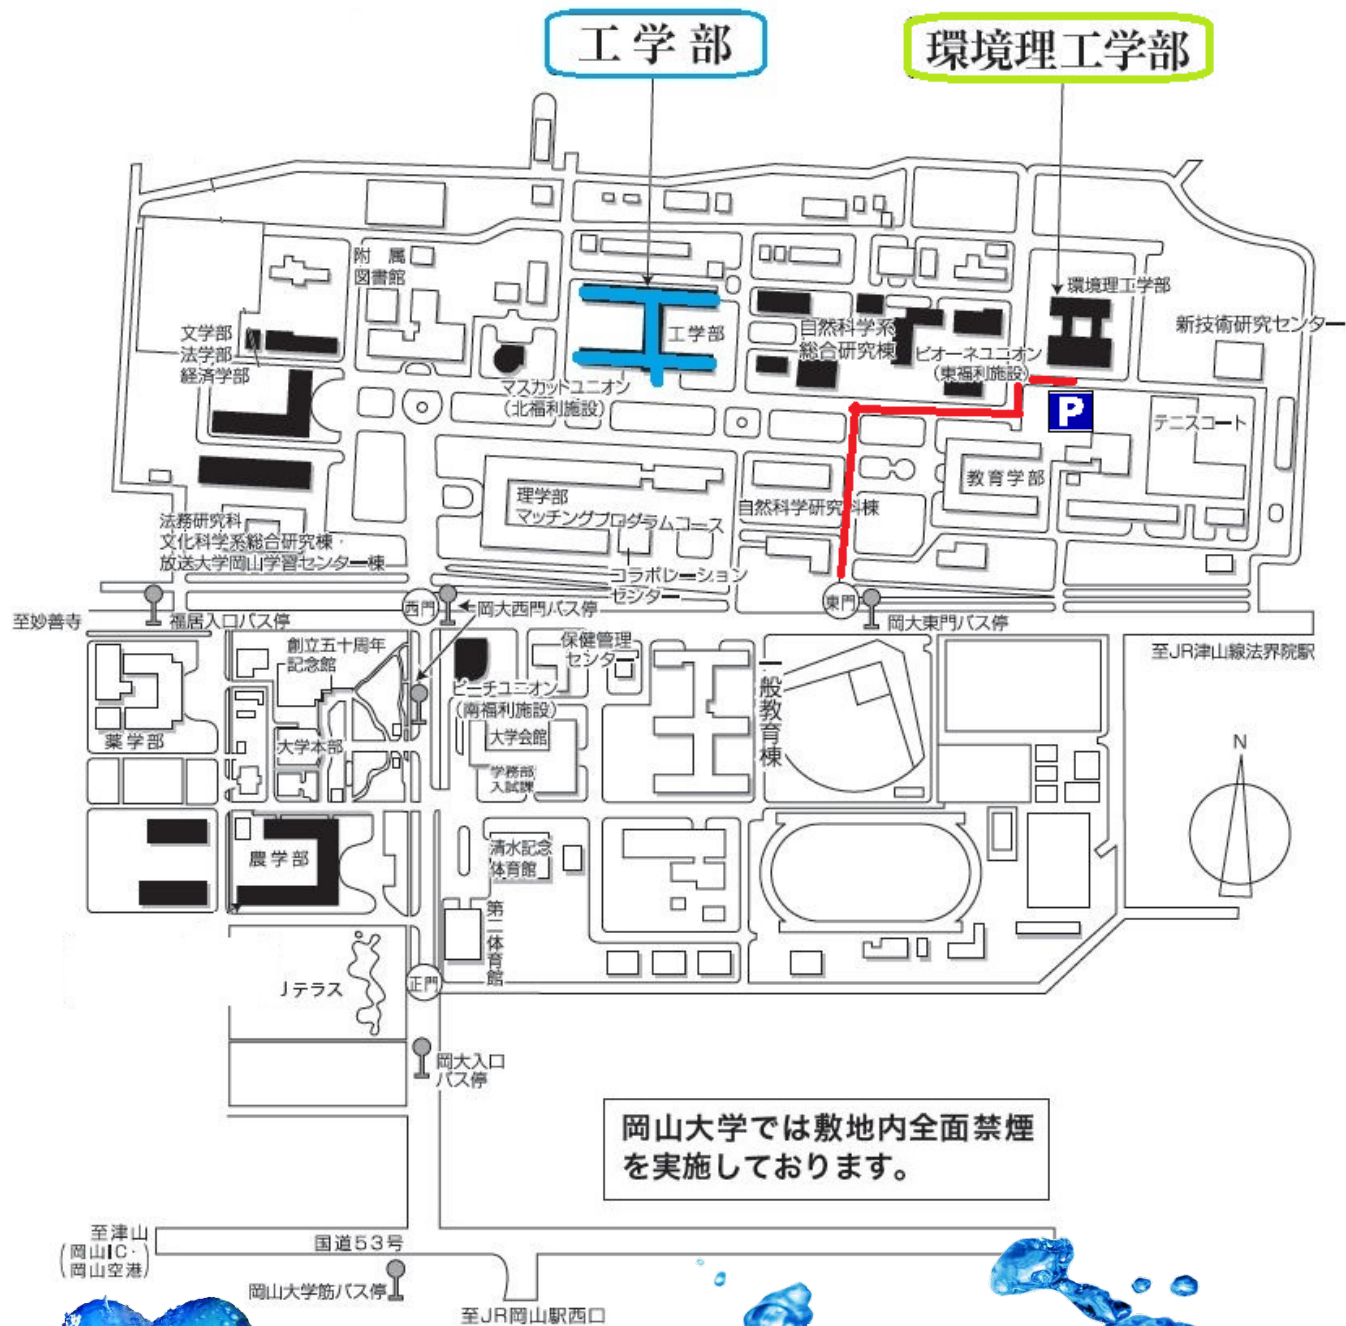 工学部
環境理工学部
附属
図書館
環境理工学部
新技術研究センター
文学部
法学部
経済学部
工学部
自然科学系
総合研究棟
ピオーネユニオン
(東福利施設)
マスカットユニオン
(北福利施設)
P
テニスコート
教育学部
理学部
マッチングプログラムコース
自然科学研究科棟
法務研究科
文化科学系総合研究棟・
放送大学岡山学習センター棟
コラボレーション
センター
至妙善寺
福居入口バス停
西門
岡大西門バス停
東門
岡大東門バス停
至JR津山線法界院駅
創立五十周年
記念館
保健管理
センター
ピーチユニオン
(南福利施設)
一般教育棟
薬学部
大学本部
大学会館
学務部
入試課
N
農学部
清水記念
体育館
第二体育館
Jテラス
正門
岡大入口
バス停
岡山大学では敷地内全面禁煙
を実施しております。
至津山
(岡山IC・
岡山空港)
国道53号
岡山大学筋バス停
至JR岡山駅西口